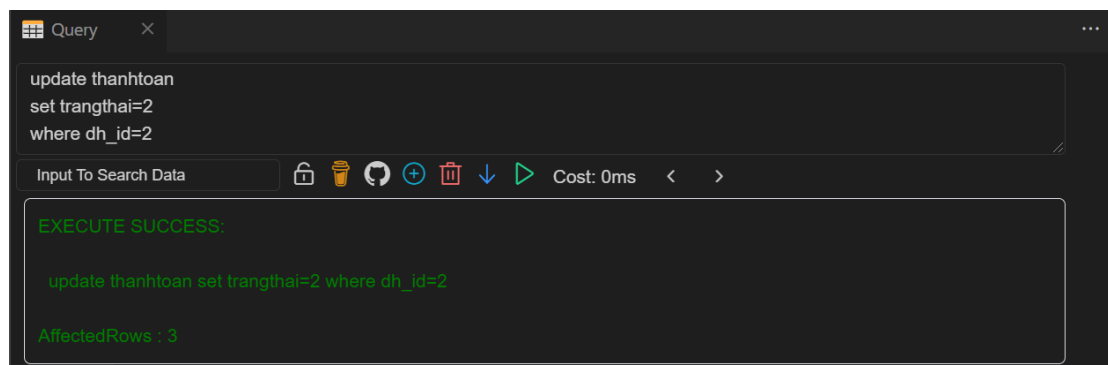 Query
update thanhtoan
set trangthai=2
where dh_id=2
Input To Search Data Cost: 0ms
EXECUTE SUCCESS:
update thanhtoan set trangthai=2 where dh_id=2
AffectedRows : 3